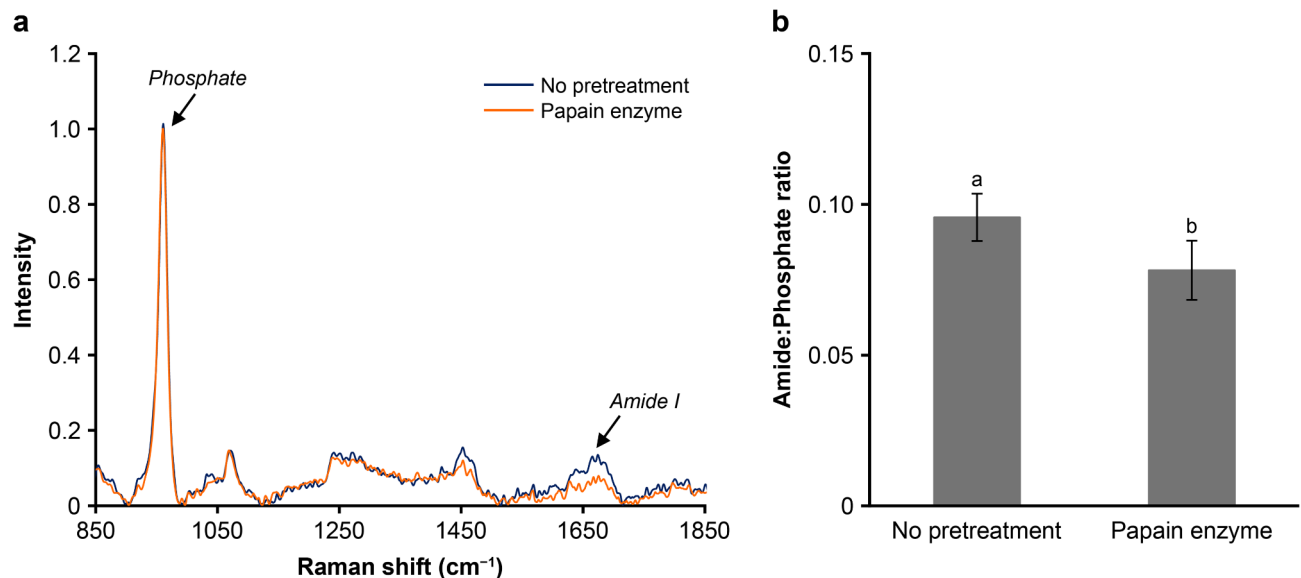 a
1.2
1.0
0.8
0.6
0.4
0.2
0
Intensity
Phosphate
No pretreatment
Papain enzyme
Amide I
850
1050
1250
1450
1650
1850
Raman shift (cm⁻¹)
b
0.15
0.10
0.05
0
Amide:Phosphate ratio
a
b
No pretreatment
Papain enzyme